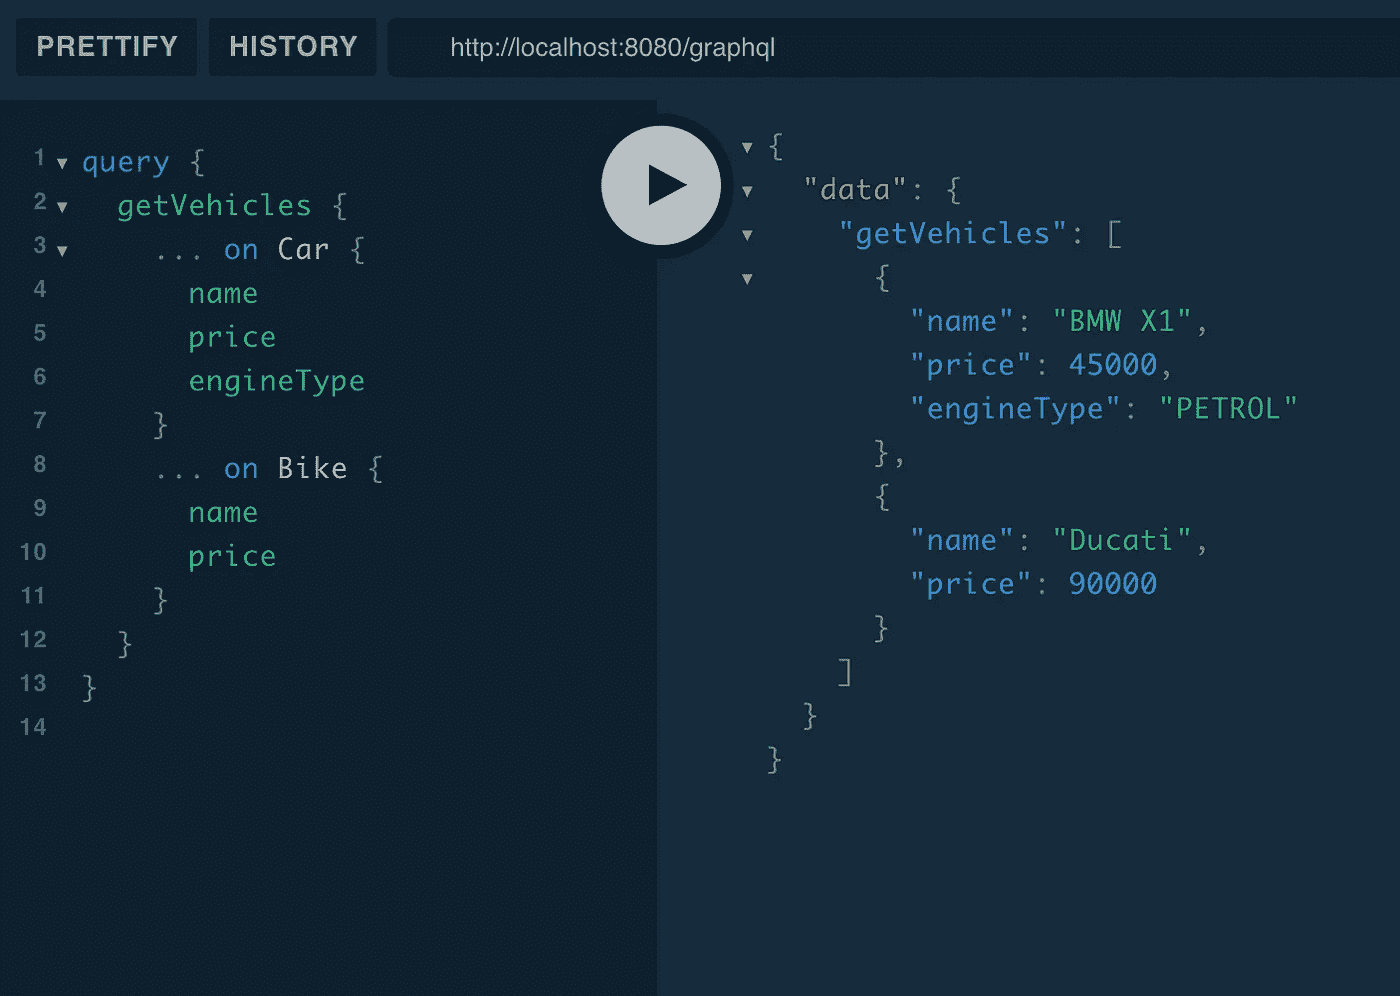 PRETTIFY HISTORY http://localhost:8080/graphql
1 query {
2 getVehicles {
3 ... on Car {
4 name
5 price
6 engineType
7 }
8 ... on Bike {
9 name
10 price
11 }
12 }
13 }
14
{
"data": {
"getVehicles": [
{
"name": "BMW X1",
"price": 45000,
"engineType": "PETROL"
},
{
"name": "Ducati",
"price": 90000
}
]
}
}